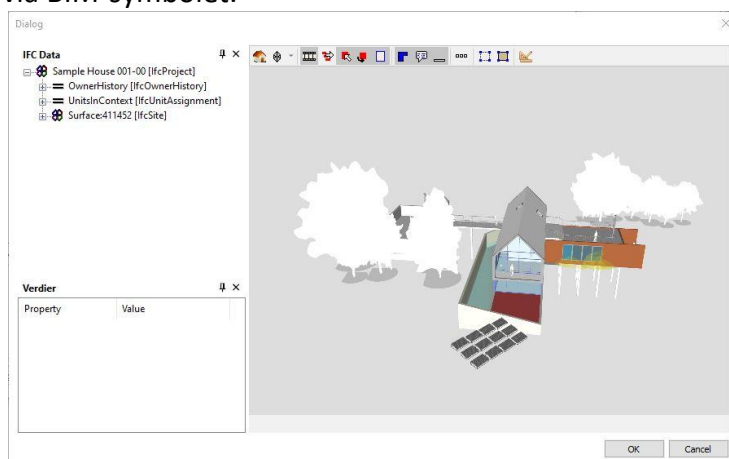 via BIM-symbolet.
Dialog
IFC Data
Sample House 001-00 [IfcProject]
OwnerHistory [IfcOwnerHistory]
UnitsInContext [IfcUnitAssignment]
Surface:411452 [IfcSite]
Verdier
Property Value
OK Cancel